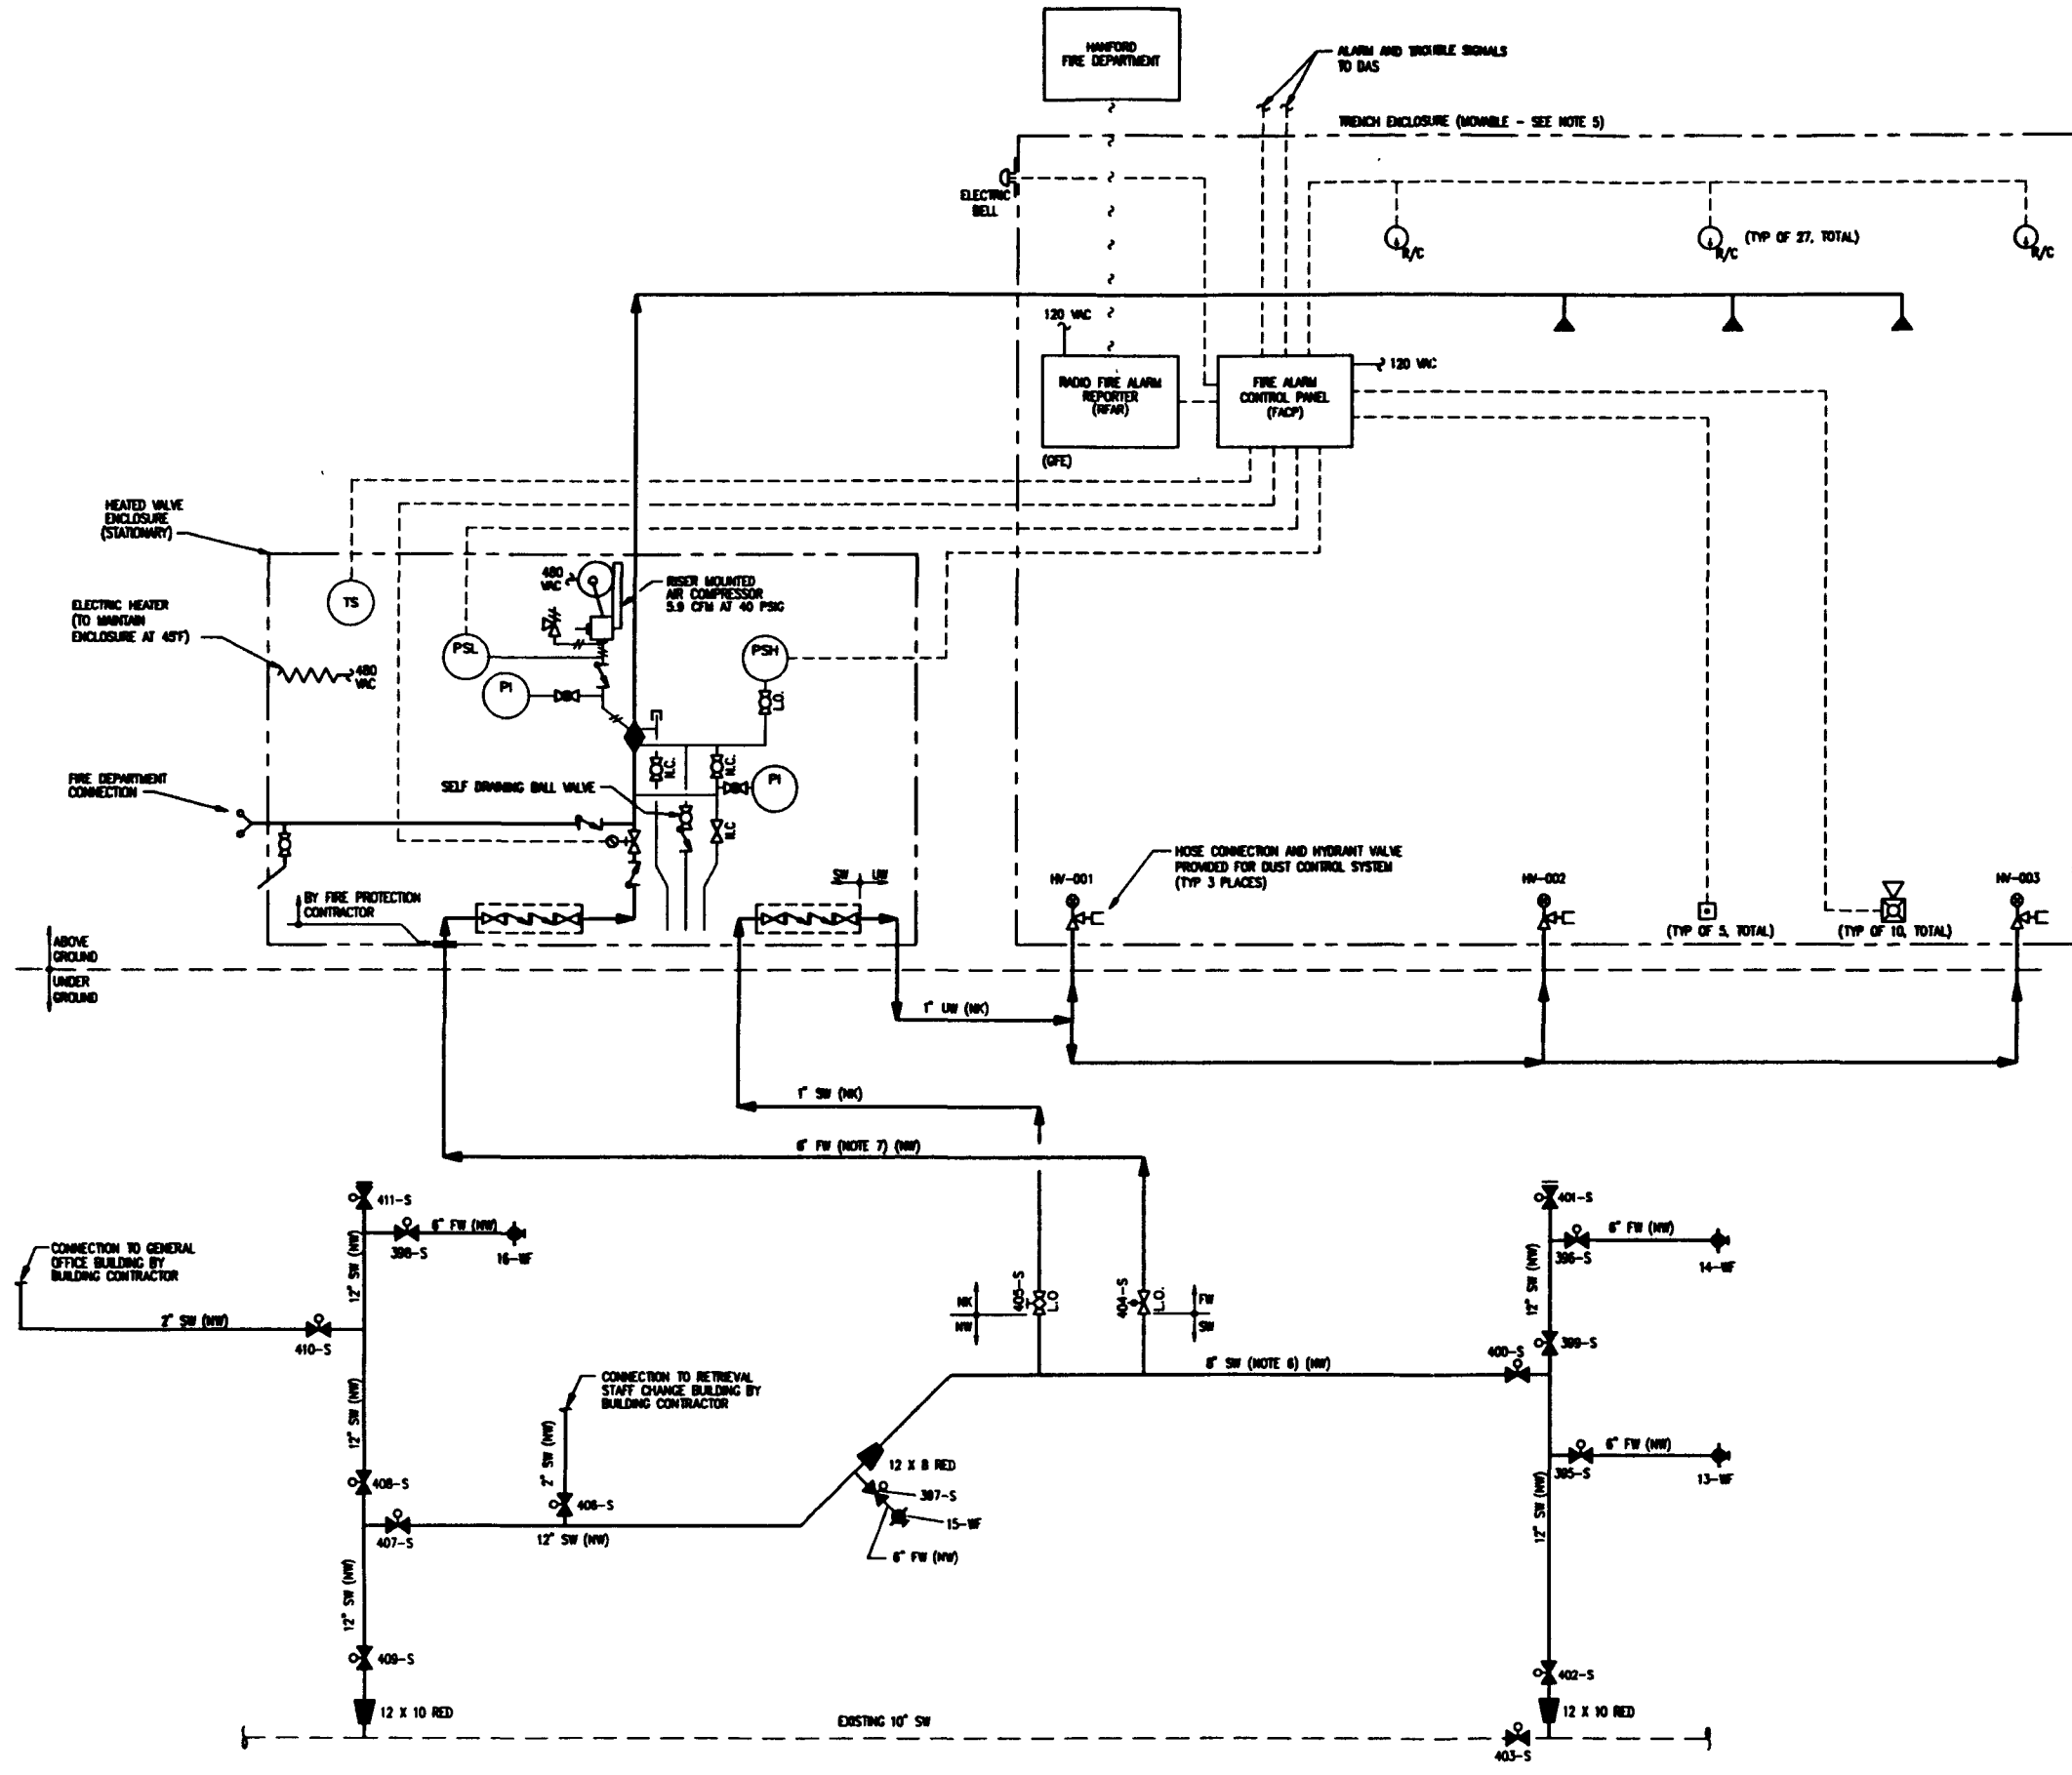 HANFORD
FIRE DEPARTMENT
ALARM AND TROUBLE SIGNALS
TO DAS
TRENCH ENCLOSURE (MOVABLE - SEE NOTE 5)
ELECTRIC
BELL
R/C
R/C
(TYP OF 27, TOTAL)
R/C
120 VAC
RADIO FIRE ALARM
REPORTER
(RFAR)
FIRE ALARM
CONTROL PANEL
(FACP)
120 VAC
(GFE)
HEATED VALVE
ENCLOSURE
(STATIONARY)
TS
480
VAC
RISER MOUNTED
AIR COMPRESSOR
5.9 CFM AT 40 PSIG
ELECTRIC HEATER
(TO MAINTAIN
ENCLOSURE AT 45°F)
480
VAC
PSL
PSH
PI
L.O.
N.C.
N.C.
PI
SELF DRAINING BALL VALVE
N.C
FIRE DEPARTMENT
CONNECTION
BY FIRE PROTECTION
CONTRACTOR
SW
UW
ABOVE
GROUND
UNDER
GROUND
HV-001
HOSE CONNECTION AND HYDRANT VALVE
PROVIDED FOR DUST CONTROL SYSTEM
(TYP 3 PLACES)
HV-002
HV-003
(TYP OF 5, TOTAL)
(TYP OF 10, TOTAL)
1" UW (NK)
1" SW (NK)
6" FW (NOTE 7) (NW)
411-S
6" FW (NW)
398-S
16-WF
12" SW (NW)
CONNECTION TO GENERAL
OFFICE BUILDING BY
BUILDING CONTRACTOR
2" SW (NW)
410-S
12" SW (NW)
408-S
407-S
CONNECTION TO RETRIEVAL
STAFF CHANGE BUILDING BY
BUILDING CONTRACTOR
2" SW (NW)
406-S
12" SW (NW)
12" SW (NW)
409-S
12 X 10 RED
12 X 8 RED
397-S
15-WF
6" FW (NW)
NK
NW
405-S
L.O
404-S
L.O.
FW
SW
8" SW (NOTE 6) (NW)
400-S
401-S
6" FW (NW)
396-S
14-WF
12" SW (NW)
399-S
6" FW (NW)
395-S
13-WF
12" SW (NW)
402-S
12 X 10 RED
EXISTING 10" SW
403-S